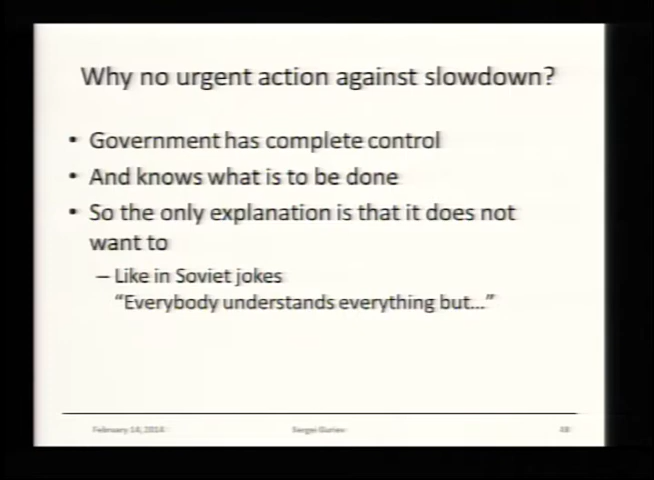 Why no urgent action against slowdown?
• Government has complete control
• And knows what is to be done
• So the only explanation is that it does not
want to
– Like in Soviet jokes
“Everybody understands everything but...”
February 14, 2014
Sergei Guriev